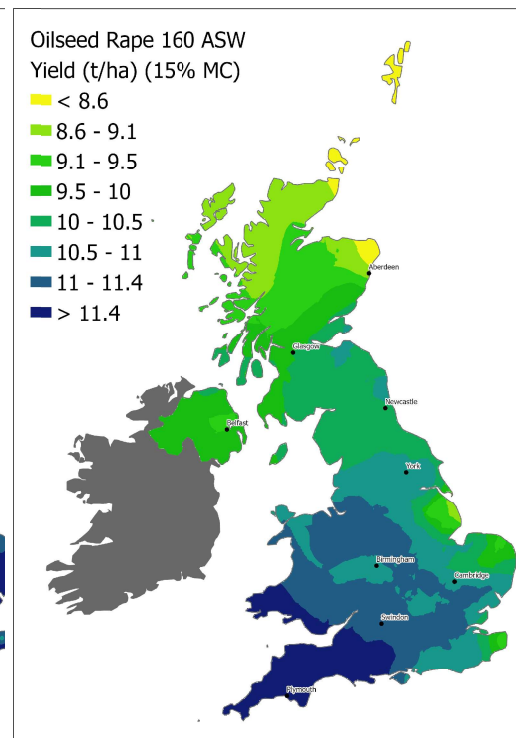 Oilseed Rape 160 ASW
Yield (t/ha) (15% MC)
< 8.6
8.6 - 9.1
9.1 - 9.5
9.5 - 10
10 - 10.5
10.5 - 11
11 - 11.4
> 11.4
Aberdeen
Glasgow
Newcastle
Belfast
York
Birmingham
Cambridge
Swindon
Plymouth